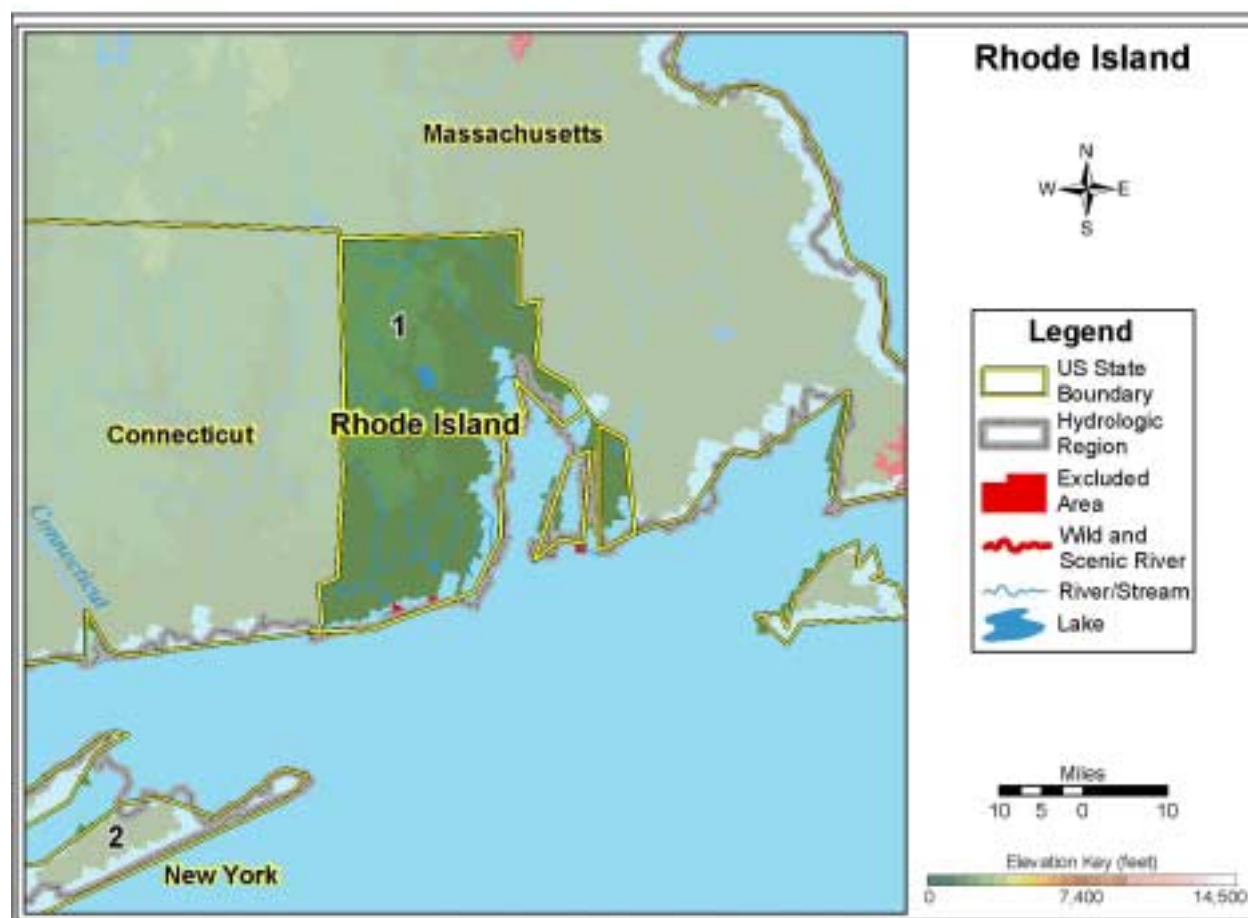 Rhode Island
Massachusetts
N
W
E
S
1
Legend
US State
Boundary
Hydrologic
Region
Excluded
Area
Wild and
Scenic River
River/Stream
Lake
Rhode Island
Connecticut
Connecticut
Miles
10 5 0 10
2
New York
Elevation Key (feet)
0 7,400 14,500